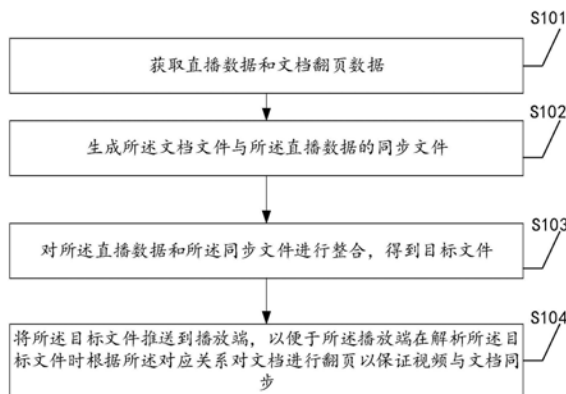 S101
获取直播数据和文档翻页数据
S102
生成所述文档文件与所述直播数据的同步文件
S103
对所述直播数据和所述同步文件进行整合，得到目标文件
S104
将所述目标文件推送到播放端，以便于所述播放端在解析所述目
标文件时根据所述对应关系对文档进行翻页以保证视频与文档同
步